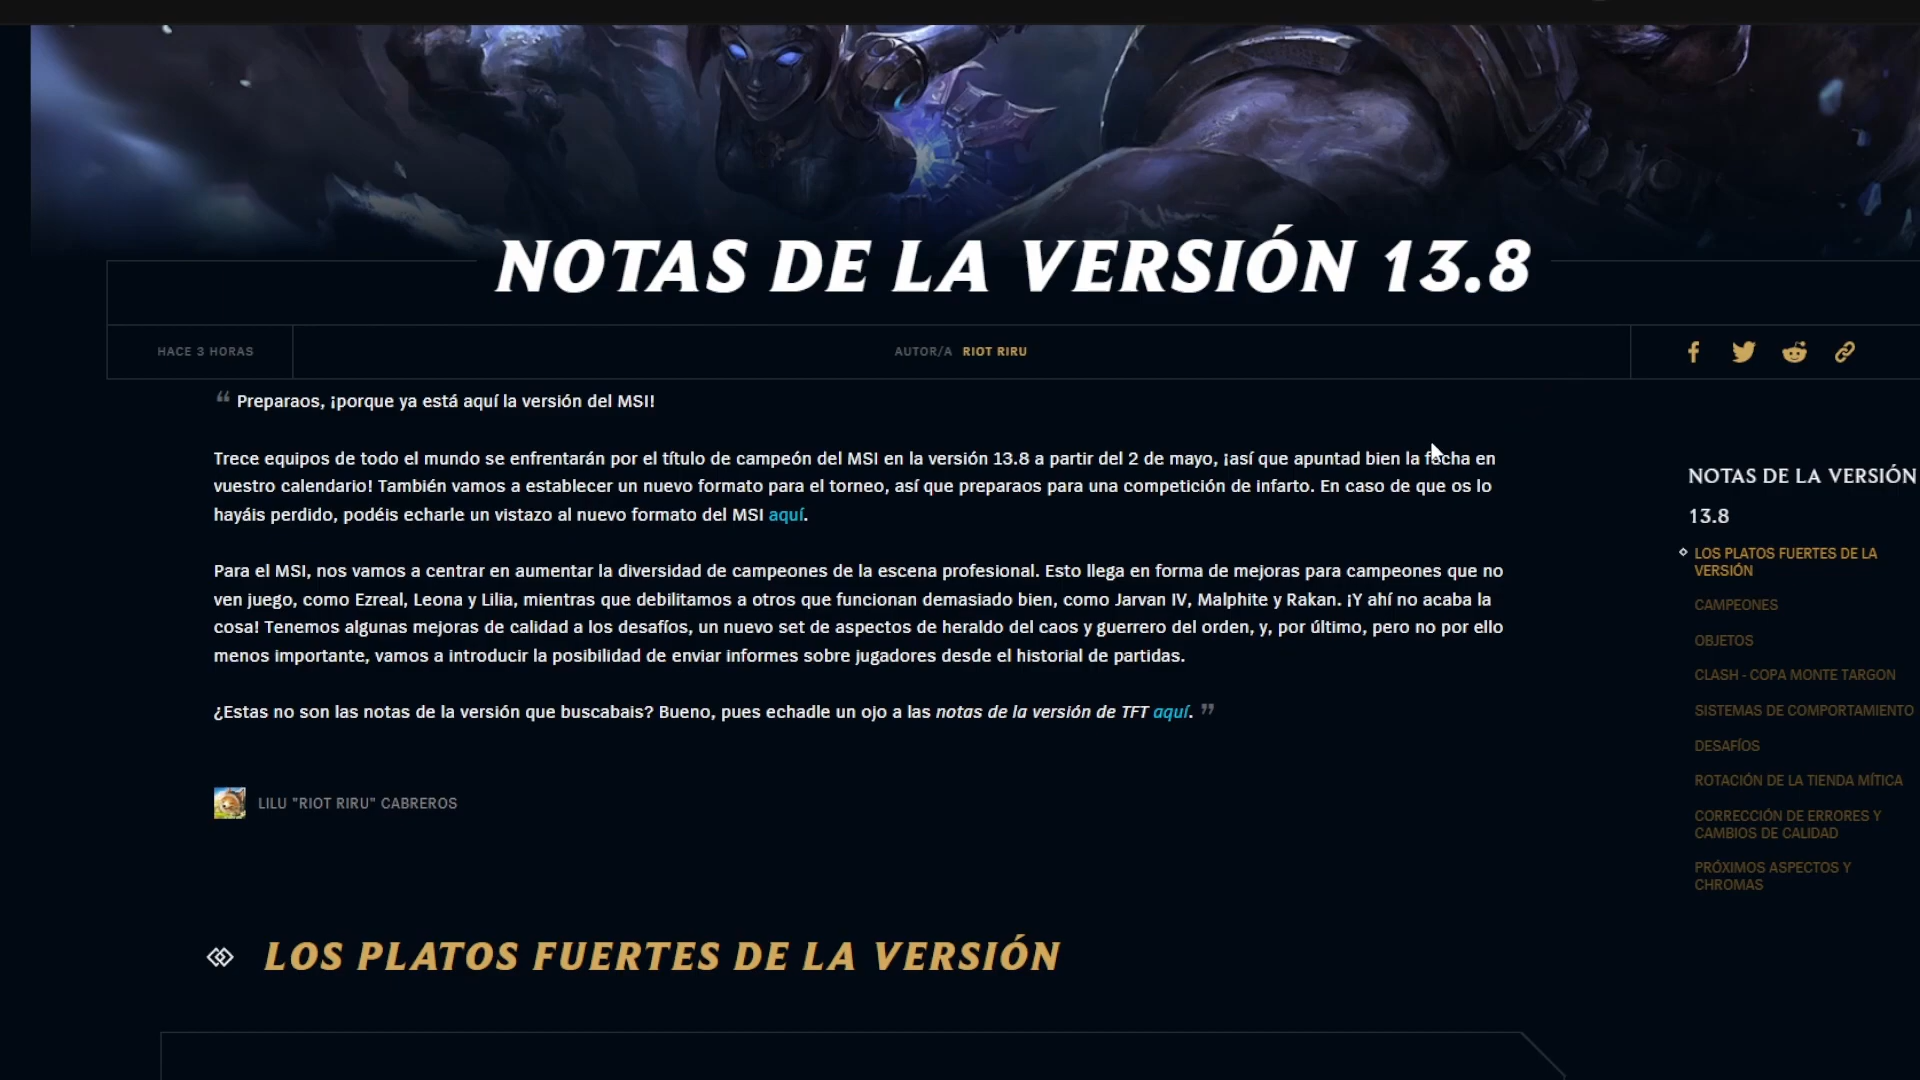 NOTAS DE LA VERSIÓN 13.8
HACE 3 HORAS
AUTOR/A RIOT RIRU
“ Preparaos, ¡porque ya está aquí la versión del MSI!
Trece equipos de todo el mundo se enfrentarán por el título de campeón del MSI en la versión 13.8 a partir del 2 de mayo, ¡así que apuntad bien la fecha en
vuestro calendario! También vamos a establecer un nuevo formato para el torneo, así que preparaos para una competición de infarto. En caso de que os lo
hayáis perdido, podéis echarle un vistazo al nuevo formato del MSI aquí.
Para el MSI, nos vamos a centrar en aumentar la diversidad de campeones de la escena profesional. Esto llega en forma de mejoras para campeones que no
ven juego, como Ezreal, Leona y Lilia, mientras que debilitamos a otros que funcionan demasiado bien, como Jarvan IV, Malphite y Rakan. ¡Y ahí no acaba la
cosa! Tenemos algunas mejoras de calidad a los desafíos, un nuevo set de aspectos de heraldo del caos y guerrero del orden, y, por último, pero no por ello
menos importante, vamos a introducir la posibilidad de enviar informes sobre jugadores desde el historial de partidas.
¿Estas no son las notas de la versión que buscabais? Bueno, pues echadle un ojo a las notas de la versión de TFT aquí. ”
LILU "RIOT RIRU" CABREROS
LOS PLATOS FUERTES DE LA VERSIÓN
NOTAS DE LA VERSIÓN
13.8
LOS PLATOS FUERTES DE LA
VERSIÓN
CAMPEONES
OBJETOS
CLASH - COPA MONTE TARGON
SISTEMAS DE COMPORTAMIENTO
DESAFÍOS
ROTACIÓN DE LA TIENDA MÍTICA
CORRECCIÓN DE ERRORES Y
CAMBIOS DE CALIDAD
PRÓXIMOS ASPECTOS Y
CHROMAS